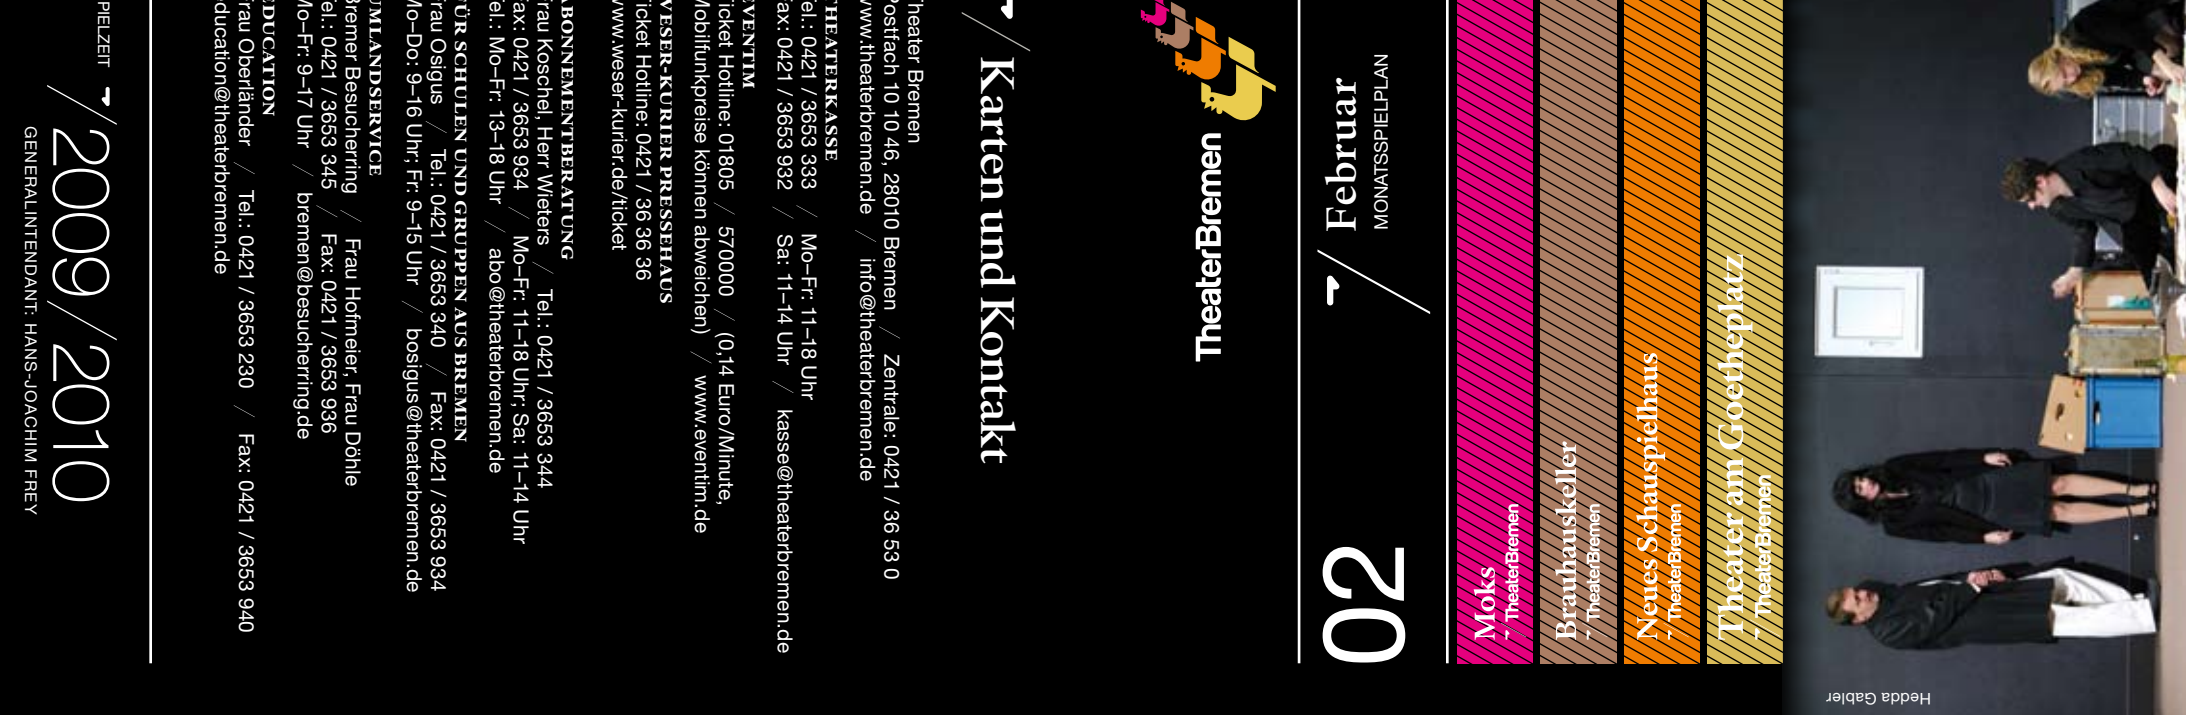 Karten und Kontakt
Theater Bremen
Postfach 10 10 46, 28010 Bremen / Zentrale: 0421 / 36 53 0
www.theaterbremen.de / info@theaterbremen.de
THEATERKASSE
Tel.: 0421 / 3653 333 / Mo–Fr: 11–18 Uhr
Fax: 0421 / 3653 932 / Sa: 11–14 Uhr / kasse@theaterbremen.de
EVENTIM
Ticket Hotline: 01805 / 570000 / (0,14 Euro/Minute,
Mobilfunkpreise können abweichen) / www.eventim.de
WESER-KURIER PRESSEHAUS
Ticket Hotline: 0421 / 36 36 36
www.weser-kurier.de/ticket
ABONNEMENTBERATUNG
Frau Koschel, Herr Wieters / Tel.: 0421 / 3653 344
Fax: 0421 / 3653 934 / Mo–Fr: 11–18 Uhr; Sa: 11–14 Uhr
Tel.: Mo–Fr: 13–18 Uhr / abo@theaterbremen.de
FÜR SCHULEN UND GRUPPEN AUS BREMEN
Frau Osigus / Tel.: 0421 / 3653 340 / Fax: 0421 / 3653 934
Mo–Do: 9–16 Uhr; Fr: 9–15 Uhr / bosigus@theaterbremen.de
UMLANDSERVICE
Bremer Besucherring / Frau Hofmeier, Frau Döhle
Tel.: 0421 / 3653 345 / Fax: 0421 / 3653 936
Mo–Fr: 9–17 Uhr / bremen@besucherring.de
EDUCATION
Frau Oberländer / Tel.: 0421 / 3653 230 / Fax: 0421 / 3653 940
education@theaterbremen.de
PIELZEIT
2009/2010
GENERALINTENDANT: HANS-JOACHIM FREY
TheaterBremen
02 / Februar
MONATSSPIELPLAN
Moks
TheaterBremen
Brauhauskeller
TheaterBremen
Neues Schauspielhaus
TheaterBremen
Theater am Goetheplatz
TheaterBremen
Hedda Gabler